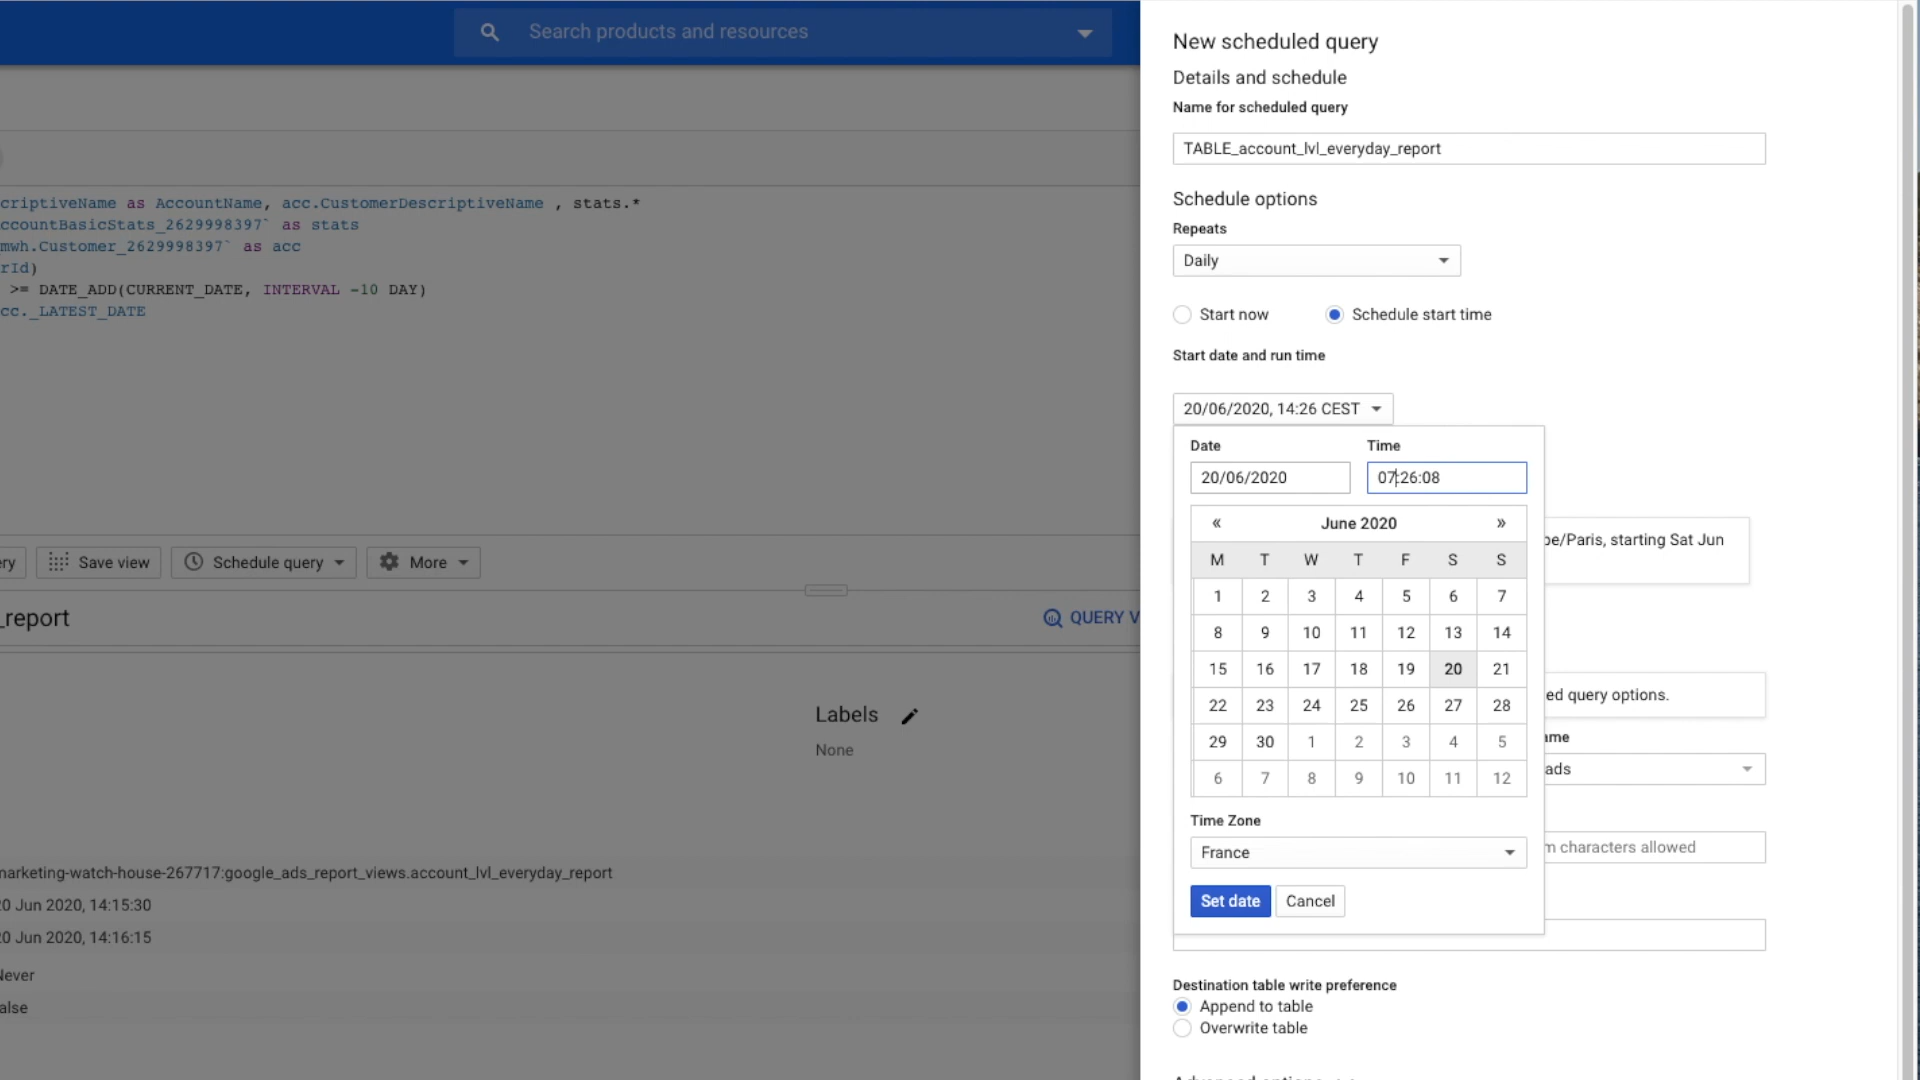 Search products and resources
criptiveName as AccountName, acc.CustomerDescriptiveName , stats.*
ccountBasicStats_2629998397` as stats
mwh.Customer_2629998397` as acc
rId)
>= DATE_ADD(CURRENT_DATE, INTERVAL -10 DAY)
cc._LATEST_DATE
ry
Save view
Schedule query
More
_report
QUERY V
Labels
None
marketing-watch-house-267717:google_ads_report_views.account_lvl_everyday_report
20 Jun 2020, 14:15:30
20 Jun 2020, 14:16:15
Never
alse
New scheduled query
Details and schedule
Name for scheduled query
TABLE_account_lvl_everyday_report
Schedule options
Repeats
Daily
Start now
Schedule start time
Start date and run time
20/06/2020, 14:26 CEST
Date Time
20/06/2020 07:26:08
« June 2020 »
M T W T F S S
1 2 3 4 5 6 7
8 9 10 11 12 13 14
15 16 17 18 19 20 21
22 23 24 25 26 27 28
29 30 1 2 3 4 5
6 7 8 9 10 11 12
Time Zone
France
Set date Cancel
be/Paris, starting Sat Jun
ed query options.
ame
ads
m characters allowed
Destination table write preference
Append to table
Overwrite table